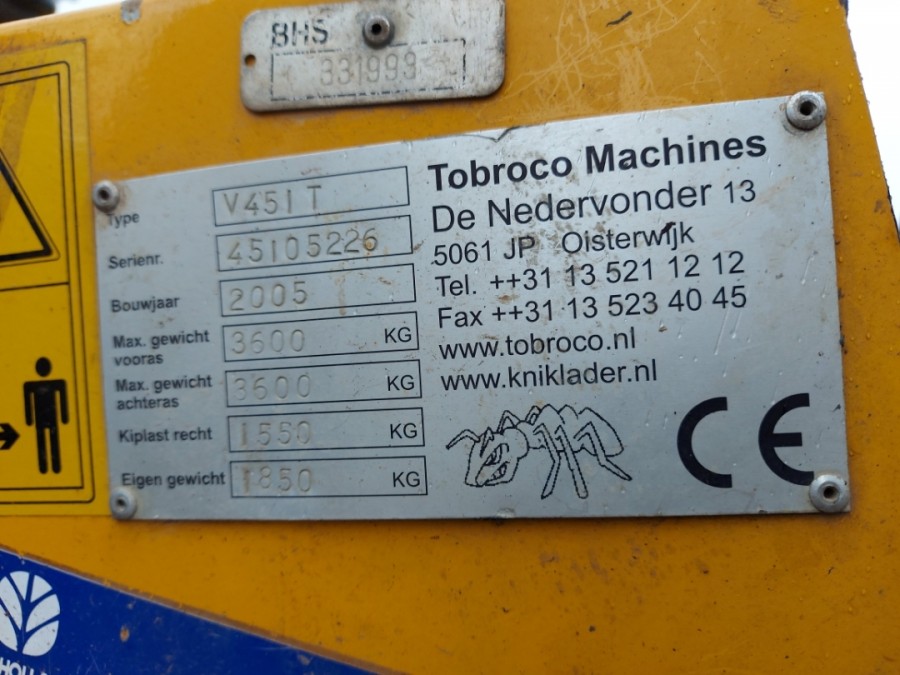 BHS
331993
Type V451 T
Serienr. 45105226
Bouwjaar 2005
Max. gewicht
vooras 3600 KG
Max. gewicht
achteras 3600 KG
Kiplast recht 1550 KG
Eigen gewicht 1850 KG
Tobroco Machines
De Nedervonder 13
5061 JP Oisterwijk
Tel. ++31 13 521 12 12
Fax ++31 13 523 40 45
www.tobroco.nl
www.kniklader.nl
CE